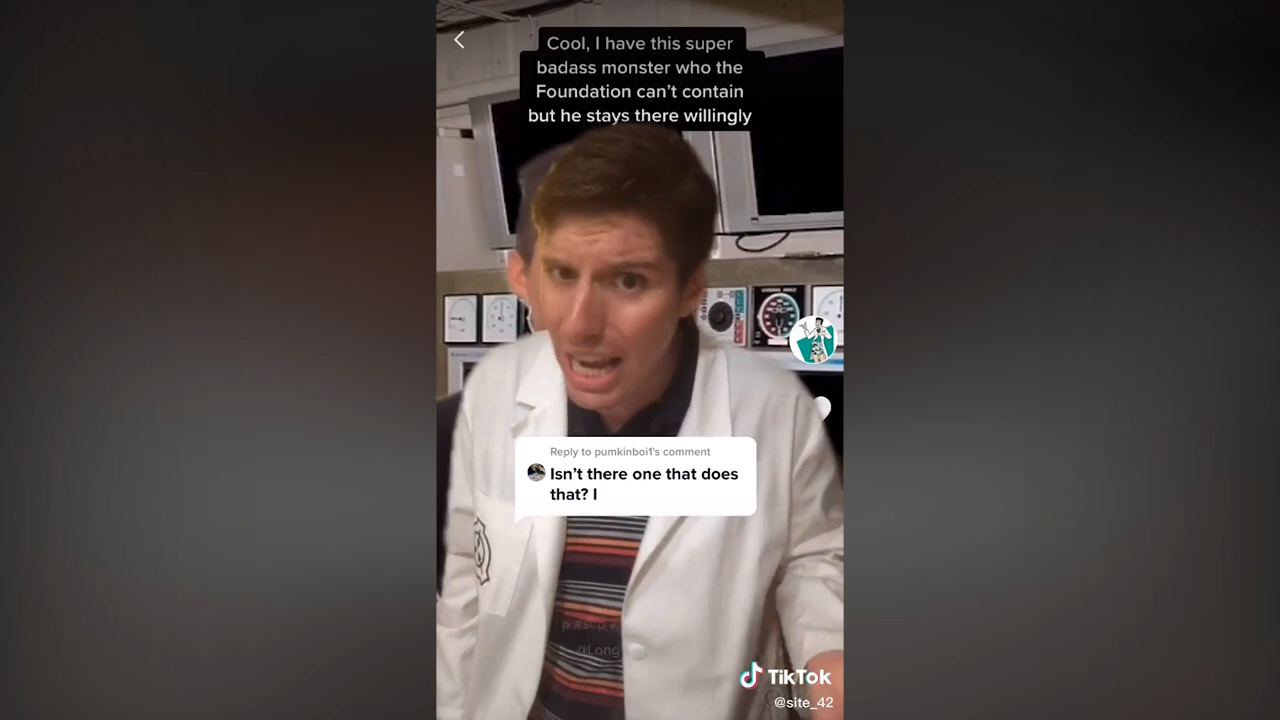 Cool, I have this super
badass monster who the
Foundation can't contain
but he stays there willingly
Reply to pumkinboi1's comment
Isn't there one that does
that? I
@Long
TikTok
@site_42